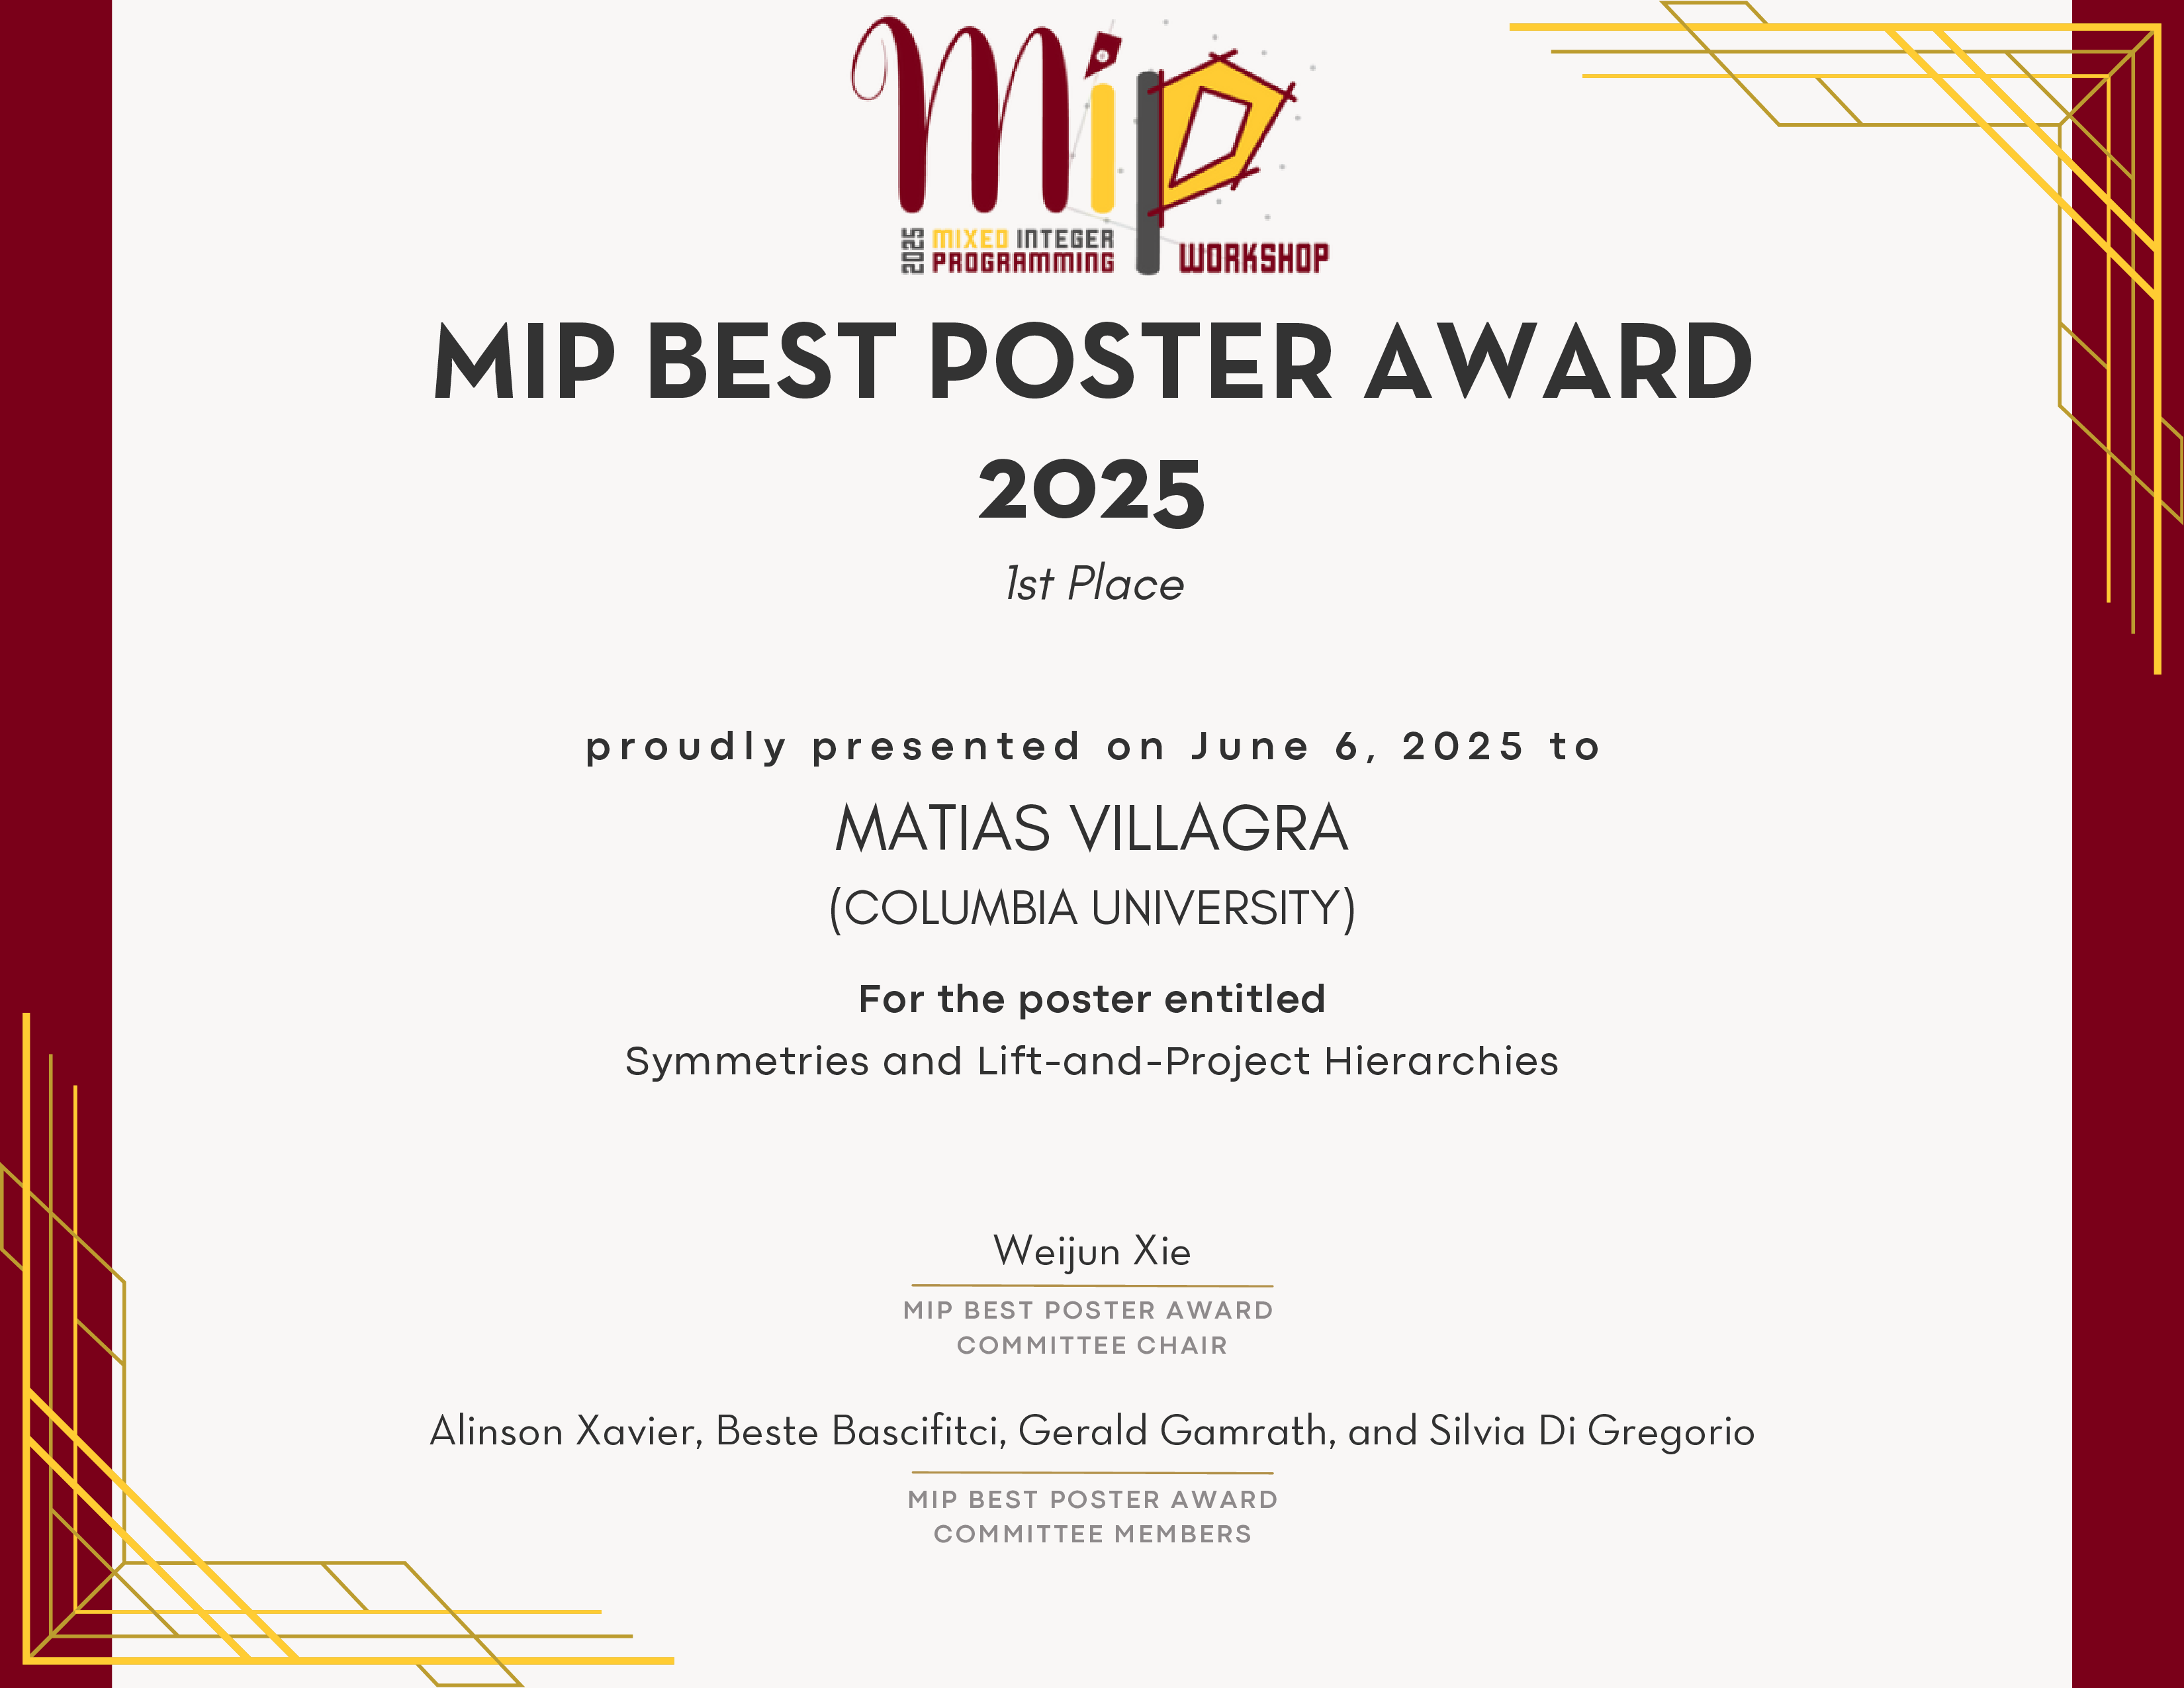 Mip
2025 MIXED INTEGER
PROGRAMMING WORKSHOP
MIP BEST POSTER AWARD
2025
1st Place
proudly presented on June 6, 2025 to
MATIAS VILLAGRA
(COLUMBIA UNIVERSITY)
For the poster entitled
Symmetries and Lift-and-Project Hierarchies
Weijun Xie
MIP BEST POSTER AWARD
COMMITTEE CHAIR
Alinson Xavier, Beste Bascifitci, Gerald Gamrath, and Silvia Di Gregorio
MIP BEST POSTER AWARD
COMMITTEE MEMBERS